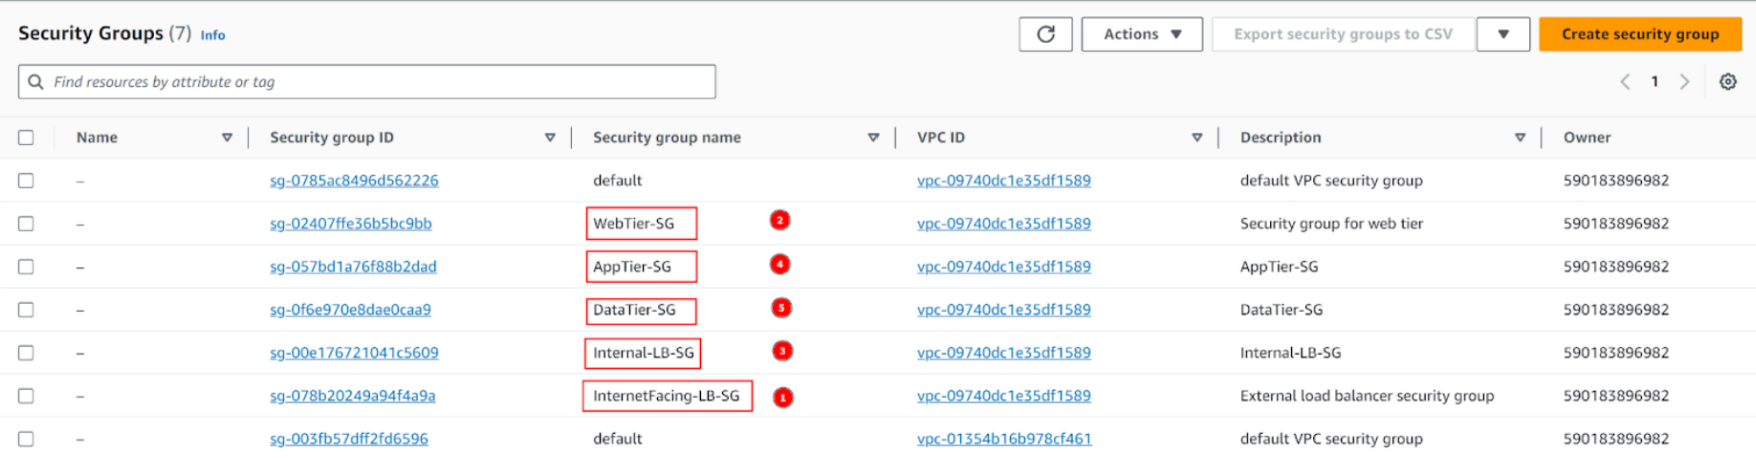 Security Groups (7) Info
Actions ▼
Export security groups to CSV
▼
Create security group
Find resources by attribute or tag
1
Name Security group ID Security group name VPC ID Description Owner
– sg-0785ac8496d562226 default vpc-09740dc1e35df1589 default VPC security group 590183896982
– sg-02407ffe36b5bc9bb WebTier-SG 2 vpc-09740dc1e35df1589 Security group for web tier 590183896982
– sg-057bd1a76f88b2dad AppTier-SG 4 vpc-09740dc1e35df1589 AppTier-SG 590183896982
– sg-0f6e970e8dae0caa9 DataTier-SG 5 vpc-09740dc1e35df1589 DataTier-SG 590183896982
– sg-00e176721041c5609 Internal-LB-SG 3 vpc-09740dc1e35df1589 Internal-LB-SG 590183896982
– sg-078b20249a94f4a9a InternetFacing-LB-SG 1 vpc-09740dc1e35df1589 External load balancer security group 590183896982
– sg-003fb57dff2fd6596 default vpc-01354b16b978cf461 default VPC security group 590183896982